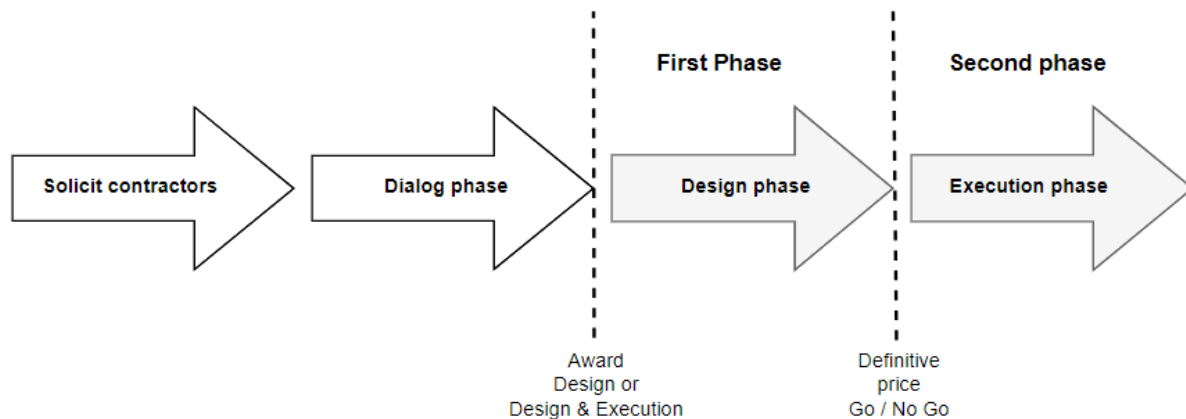 First Phase
Second phase
Solicit contractors
Dialog phase
Design phase
Execution phase
Award
Design or
Design & Execution
Definitive
price
Go / No Go